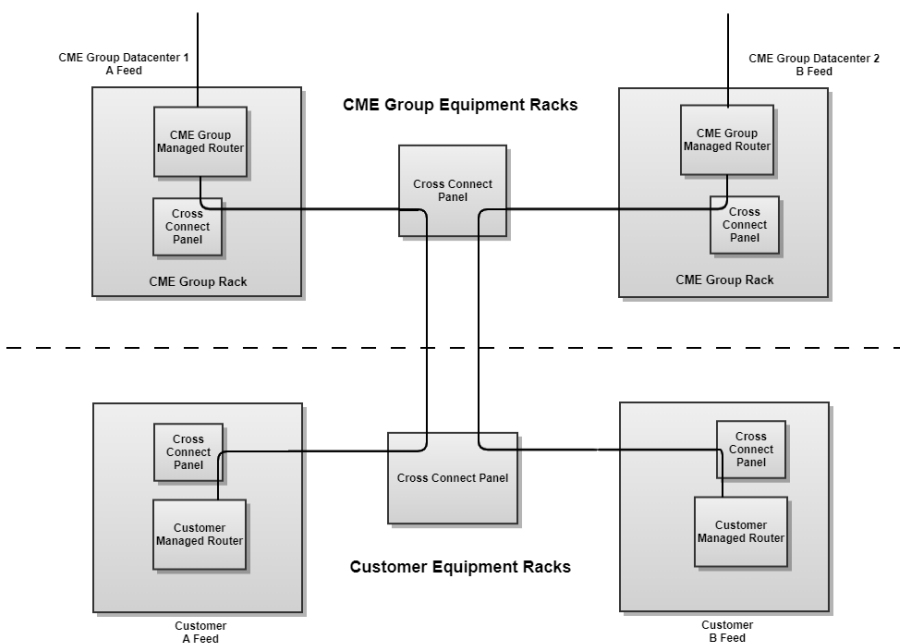 CME Group Datacenter 1
A Feed
CME Group Datacenter 2
B Feed
CME Group Equipment Racks
CME Group
Managed Router
Cross
Connect
Panel
CME Group Rack
Cross Connect
Panel
CME Group
Managed Router
Cross
Connect
Panel
CME Group Rack
Cross
Connect
Panel
Customer
Managed Router
Customer
A Feed
Cross Connect Panel
Customer Equipment Racks
Cross
Connect
Panel
Customer
Managed Router
Customer
B Feed